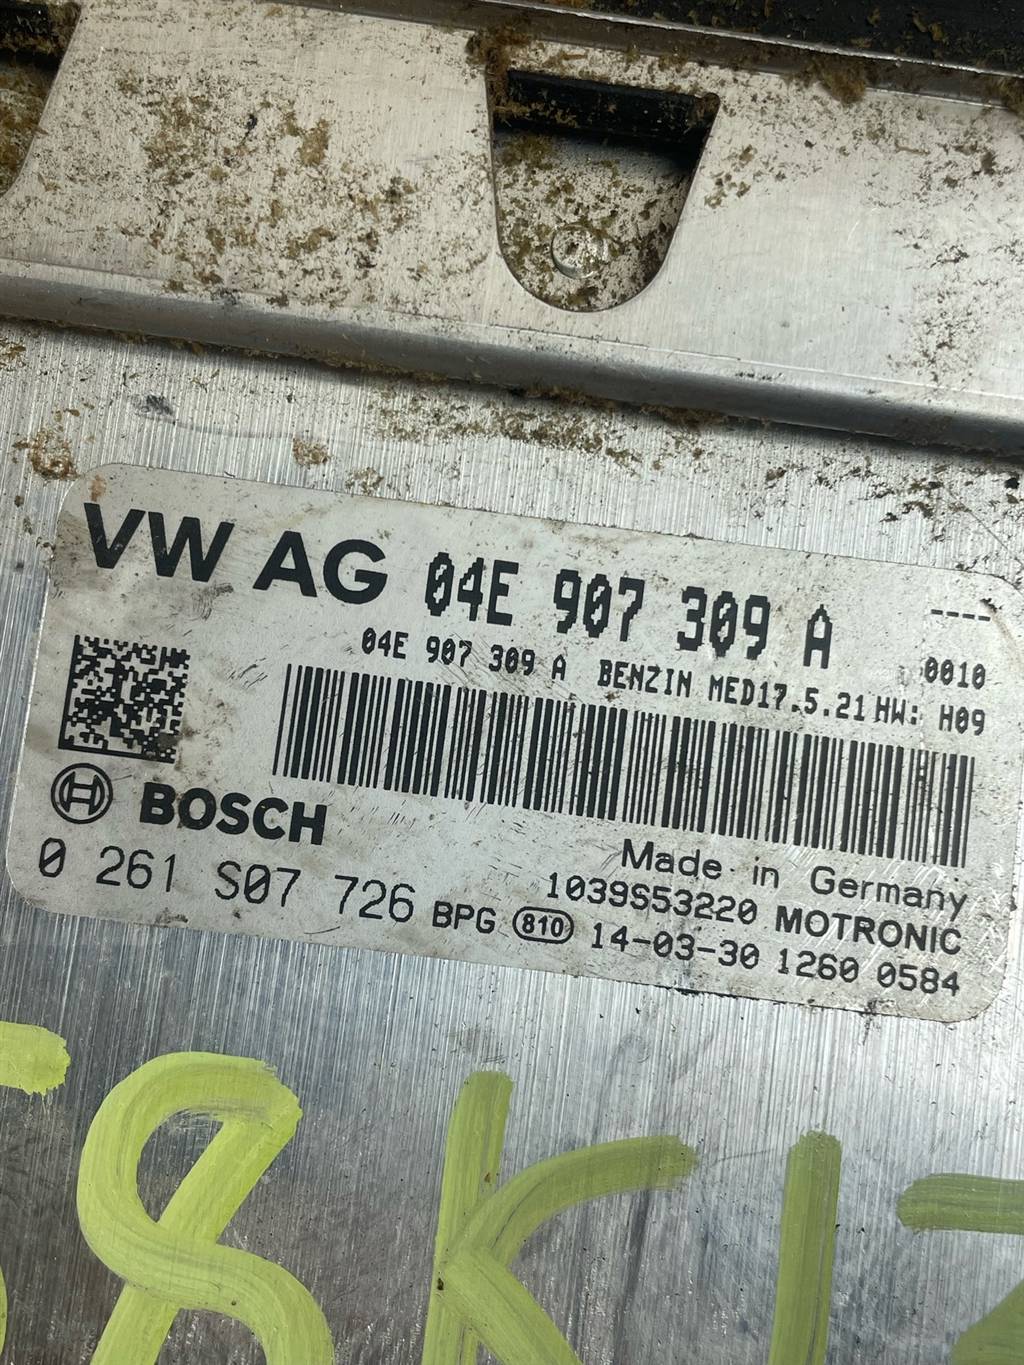 VW AG 04E 907 309 A ----
04E 907 309 A BENZIN MED17.5.21 0010
HW: H09
BOSCH
Made in Germany
0 261 S07 726 1039S53220 MOTRONIC
BPG 810 14-03-30 1260 0584
8K1